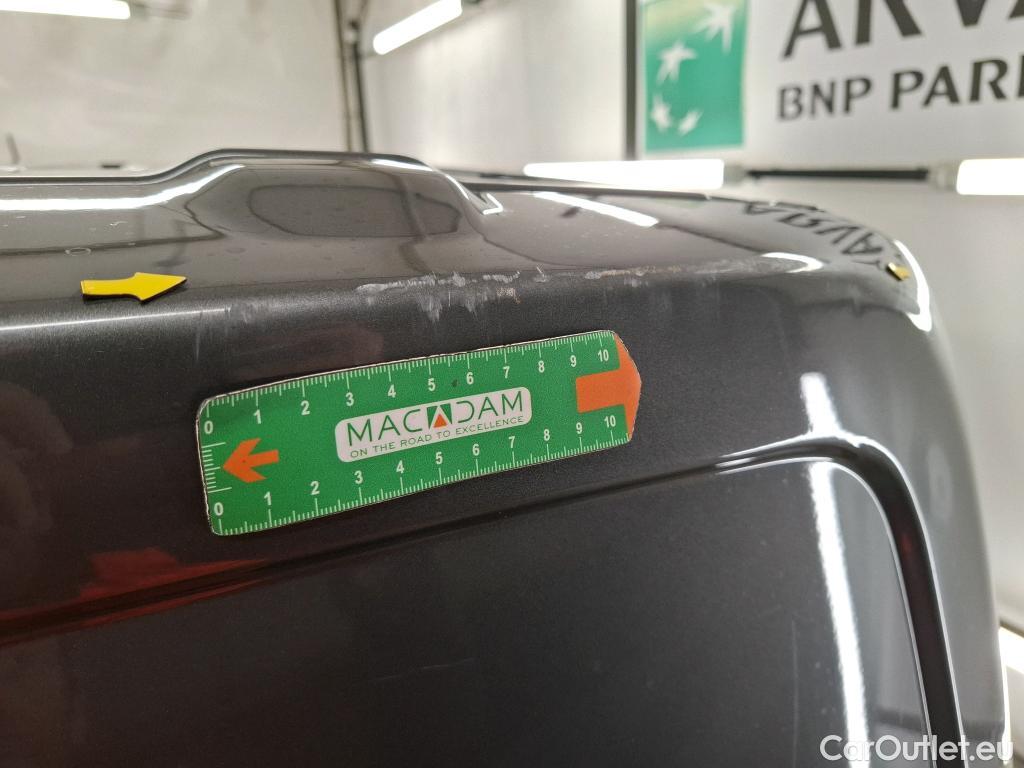 ARVA
BNP PARI
0 1 2 3 4 5 6 7 8 9 10
MACADAM
ON THE ROAD TO EXCELLENCE
0 1 2 3 4 5 6 7 8 9 10
CarOutlet.eu